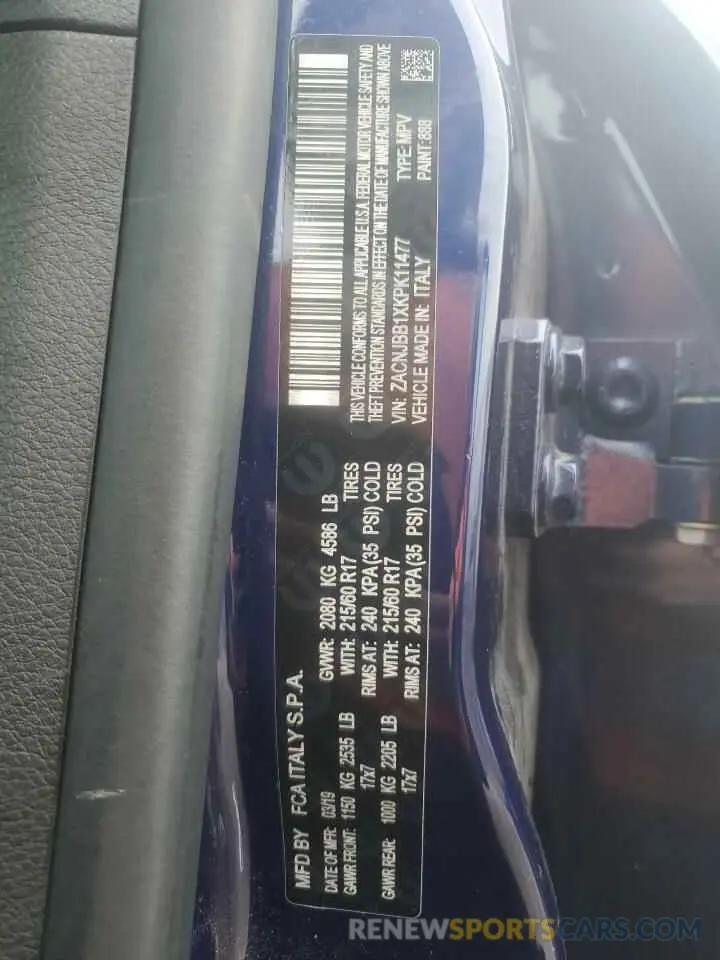 MFD BY FCA ITALY S.P.A.
DATE OF MFR: 03/19 GVWR: 2080 KG 4586 LB
GAWR FRONT: 1150 KG 2535 LB WITH: 215/60 R17 TIRES
17x7 RIMS AT: 240 KPA(35 PSI) COLD
GAWR REAR: 1000 KG 2205 LB WITH: 215/60 R17 TIRES
17x7 RIMS AT: 240 KPA(35 PSI) COLD
THIS VEHICLE CONFORMS TO ALL APPLICABLE U.S.A. FEDERAL MOTOR VEHICLE SAFETY AND
THEFT PREVENTION STANDARDS IN EFFECT ON THE DATE OF MANUFACTURE SHOWN ABOVE
VIN: ZACNJBB1XKPK11477 TYPE: MPV
VEHICLE MADE IN: ITALY PAINT: 888
RENEWSPORTSCARS.COM